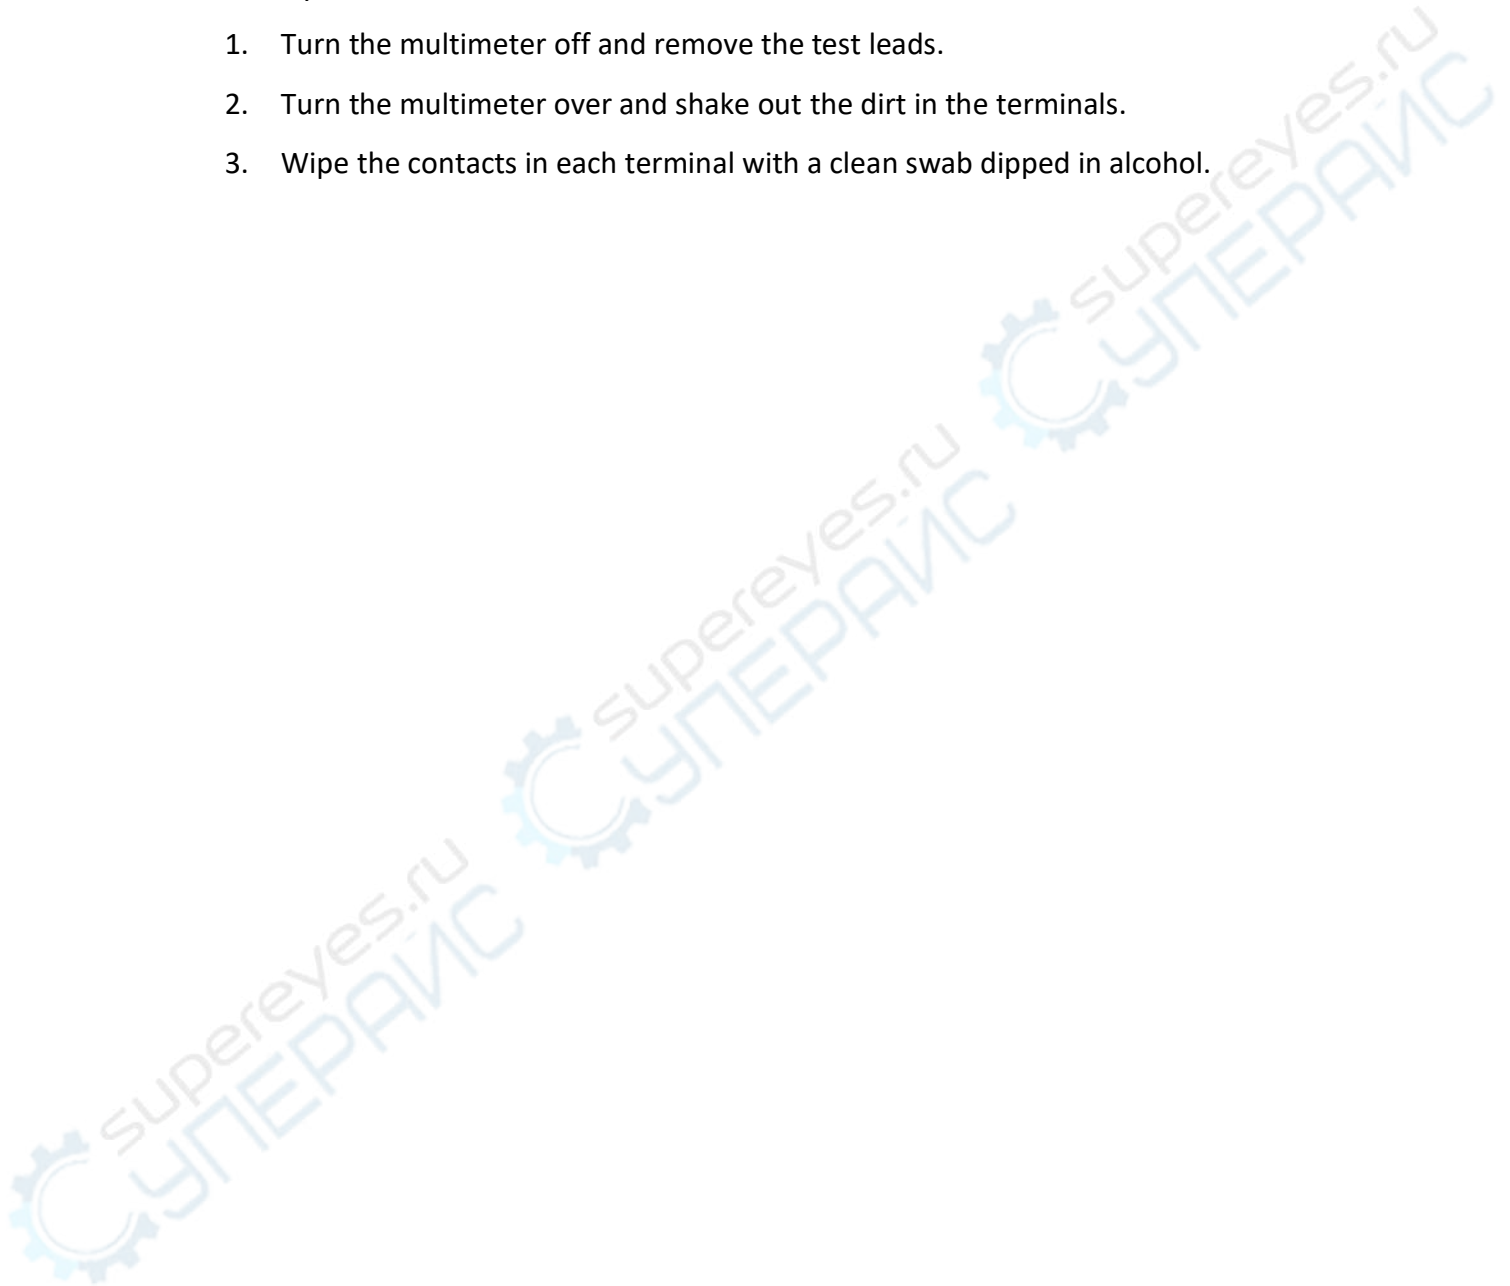 1. Turn the multimeter off and remove the test leads.
2. Turn the multimeter over and shake out the dirt in the terminals.
3. Wipe the contacts in each terminal with a clean swab dipped in alcohol.
supereyes.ru
СУПЕРАЙС
supereyes.ru
СУПЕРАЙС
supereyes.ru
СУПЕРАЙС